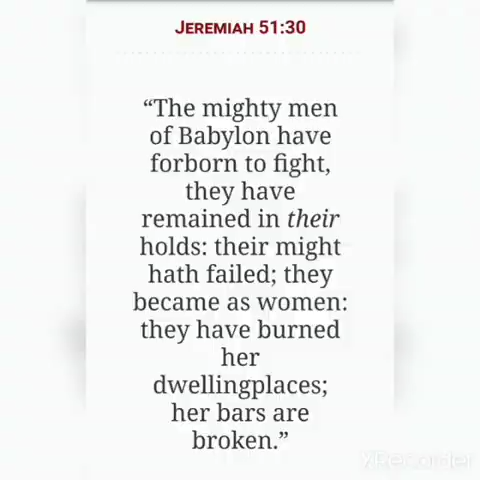 JEREMIAH 51:30
“The mighty men
of Babylon have
forborn to fight,
they have
remained in their
holds: their might
hath failed; they
became as women:
they have burned
her
dwellingplaces;
her bars are
broken.”
VRecorder